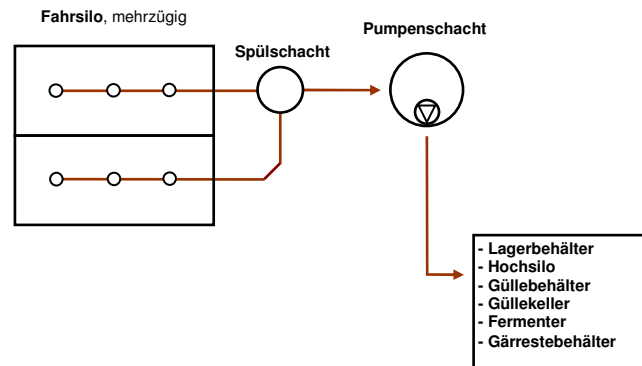 Fahrsilo, mehrzügig
Spülschacht
Pumpenschacht
- Lagerbehälter
- Hochsilo
- Güllebehälter
- Güllekeller
- Fermenter
- Gärrestebehälter